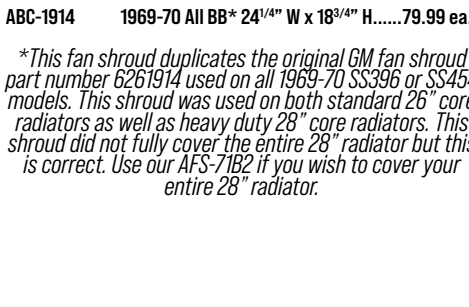 ABC-1914 1969-70 All BB* 24 1/4” W x 18 3/4” H......79.99 ea.
*This fan shroud duplicates the original GM fan shroud
part number 6261914 used on all 1969-70 SS396 or SS454
models. This shroud was used on both standard 26” core
radiators as well as heavy duty 28” core radiators. This
shroud did not fully cover the entire 28” radiator but this
is correct. Use our AFS-71B2 if you wish to cover your
entire 28” radiator.